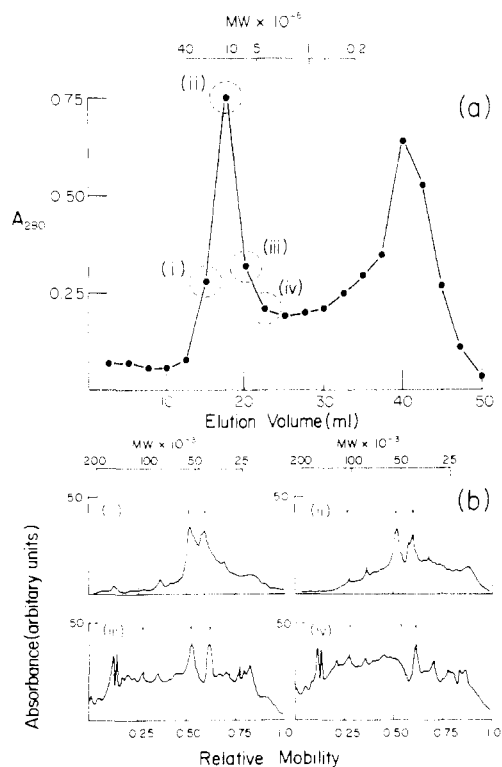 MW × 10⁻⁶
40 10 5 1 0.2
(a)
(ii)
0.75
0.50
A₂₈₀
(i)
(iii)
(iv)
0.25
10 20 30 40 50
Elution Volume (ml)
MW × 10⁻³ MW × 10⁻³
200 100 50 25 200 100 50 25
(b)
50 (i) 50 (ii)
50 (iii) 50 (iv)
Absorbance (arbitary units)
0.25 0.50 0.75 1.0 0.25 0.50 0.75 1.0
Relative Mobility